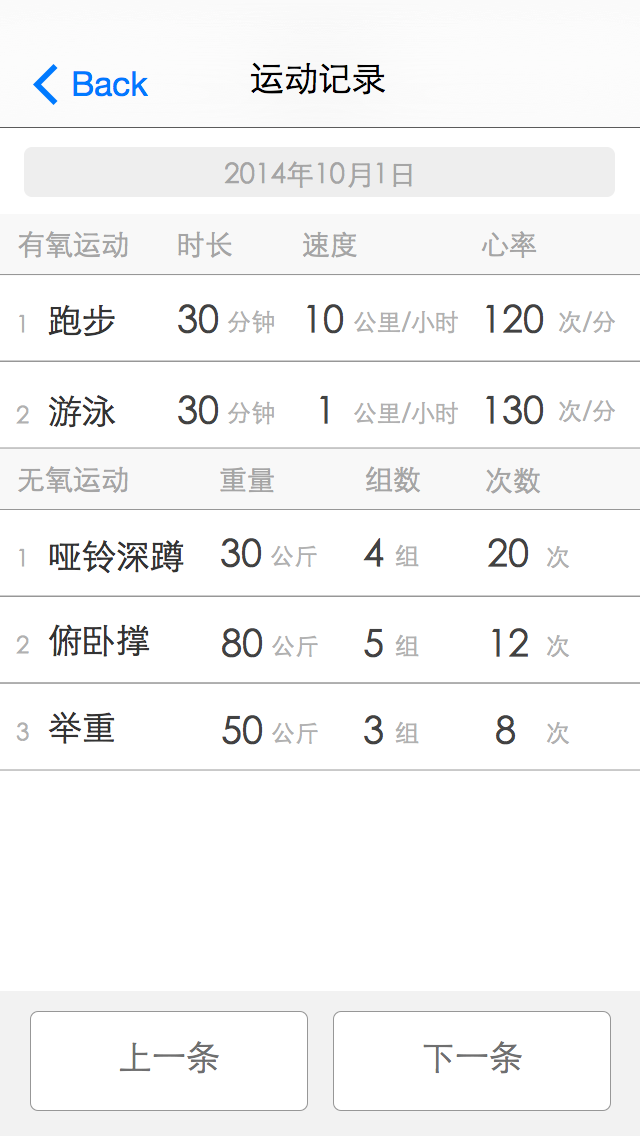 Back 运动记录
2014年10月1日
有氧运动 时长 速度 心率
1 跑步 30 分钟 10 公里/小时 120 次/分
2 游泳 30 分钟 1 公里/小时 130 次/分
无氧运动 重量 组数 次数
1 哑铃深蹲 30 公斤 4 组 20 次
2 俯卧撑 80 公斤 5 组 12 次
3 举重 50 公斤 3 组 8 次
上一条 下一条